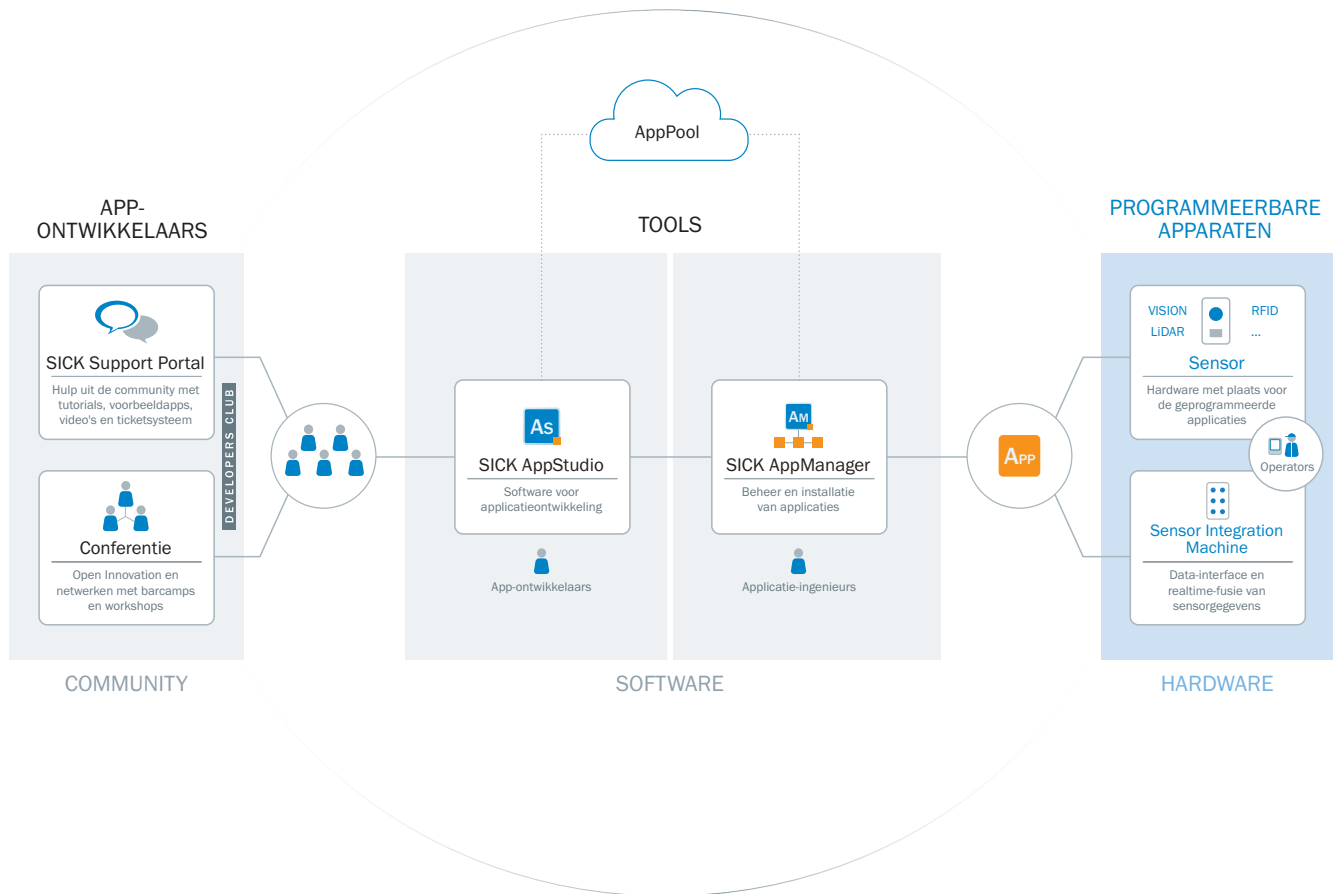 AppPool
APP-
ONTWIKKELAARS
SICK Support Portal
Hulp uit de community met
tutorials, voorbeeldapps,
video's en ticketsysteem
Conferentie
Open Innovation en
netwerken met barcamps
en workshops
DEVELOPERS CLUB
COMMUNITY
TOOLS
As
SICK AppStudio
Software voor
applicatieontwikkeling
App-ontwikkelaars
AM
SICK AppManager
Beheer en installatie
van applicaties
Applicatie-ingenieurs
SOFTWARE
APP
PROGRAMMEERBARE
APPARATEN
VISION
RFID
LiDAR
...
Sensor
Hardware met plaats voor
de geprogrammeerde
applicaties
Operators
Sensor Integration
Machine
Data-interface en
realtime-fusie van
sensorgegevens
HARDWARE